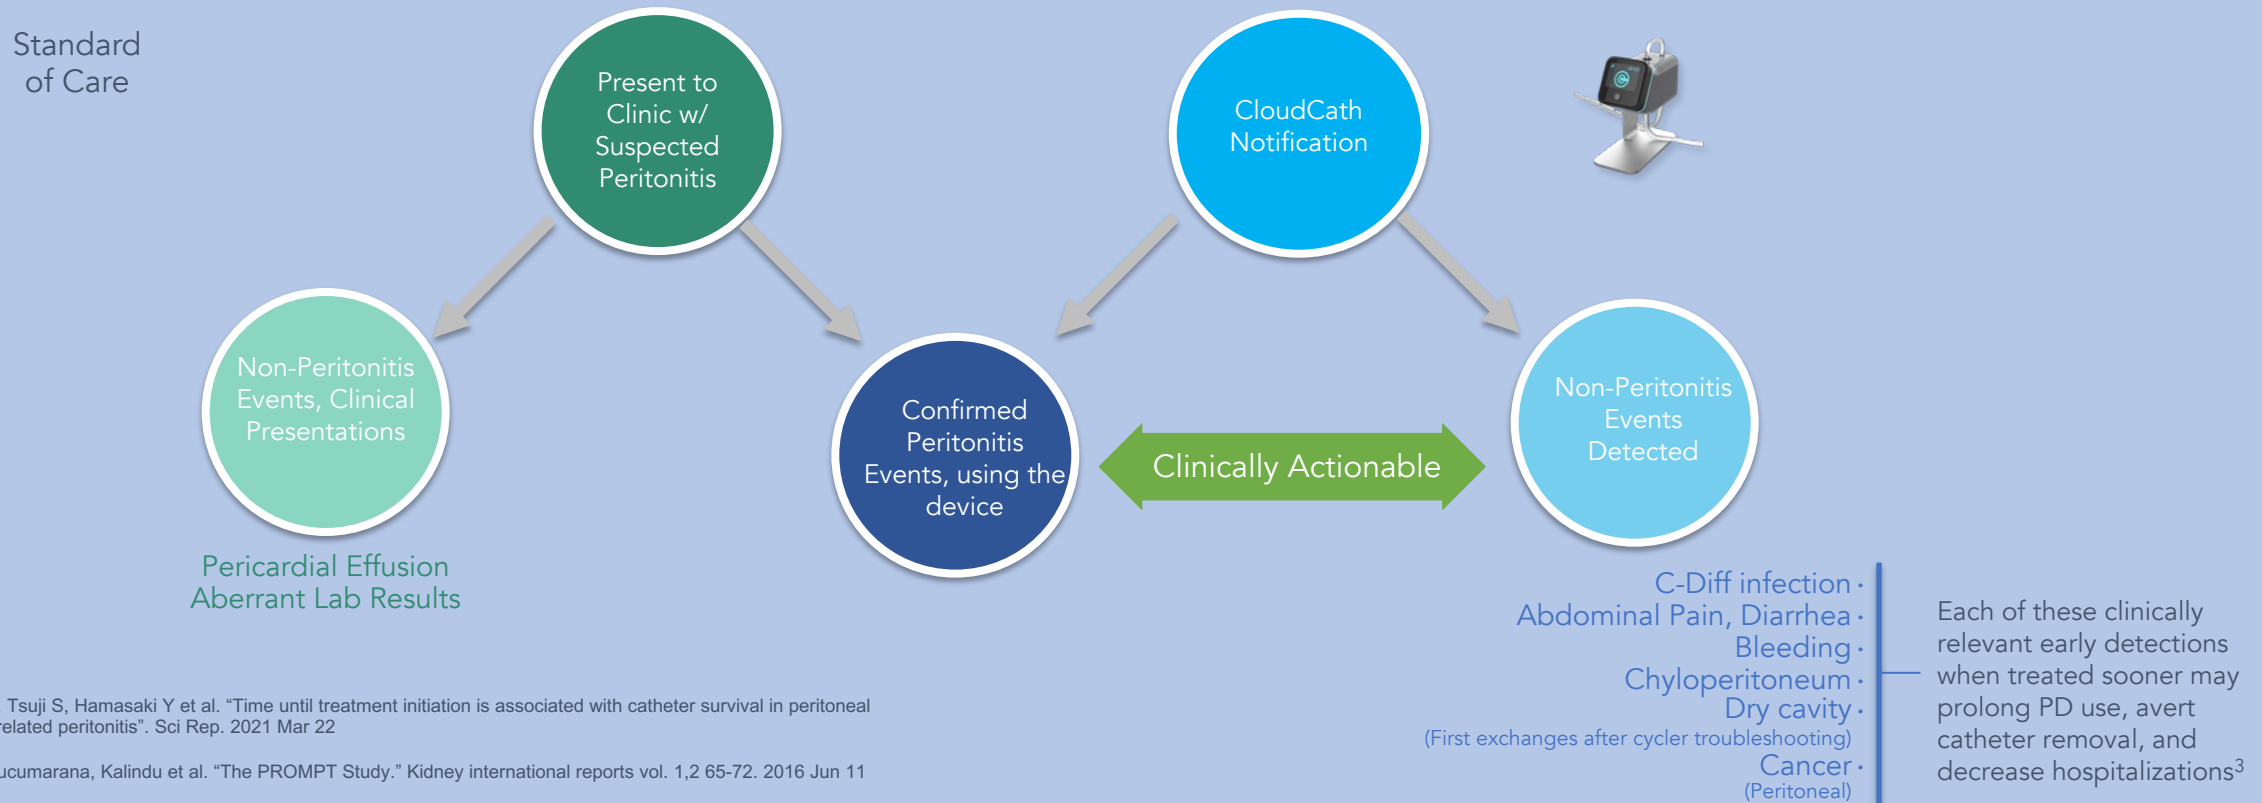 Standard
of Care
Present to
Clinic w/
Suspected
Peritonitis
CloudCath
Notification
Non-Peritonitis
Events, Clinical
Presentations
Confirmed
Peritonitis
Events, using the
device
Clinically Actionable
Non-Peritonitis
Events
Detected
Pericardial Effusion
Aberrant Lab Results
C-Diff infection ·
Abdominal Pain, Diarrhea ·
Bleeding ·
Chyloperitoneum ·
Dry cavity ·
(First exchanges after cycler troubleshooting)
Cancer ·
(Peritoneal)
Each of these clinically
relevant early detections
when treated sooner may
prolong PD use, avert
catheter removal, and
decrease hospitalizations³
Tsuji S, Hamasaki Y et al. “Time until treatment initiation is associated with catheter survival in peritoneal
related peritonitis”. Sci Rep. 2021 Mar 22
ucumarana, Kalindu et al. “The PROMPT Study.” Kidney international reports vol. 1,2 65-72. 2016 Jun 11